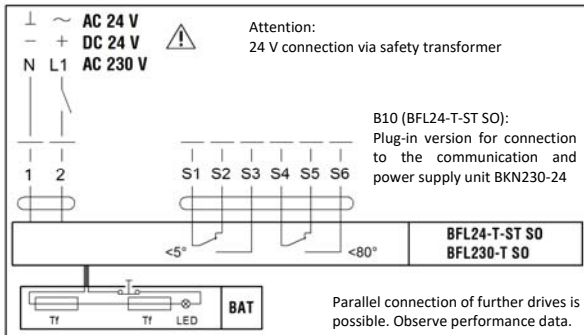 ⊥ ~ AC 24 V
− + DC 24 V
N L1 AC 230 V
Attention:
24 V connection via safety transformer
B10 (BFL24-T-ST SO):
Plug-in version for connection
to the communication and
power supply unit BKN230-24
1 2 S1 S2 S3 S4 S5 S6
<5° <80°
BFL24-T-ST SO
BFL230-T SO
Tf Tf LED
BAT
Parallel connection of further drives is
possible. Observe performance data.